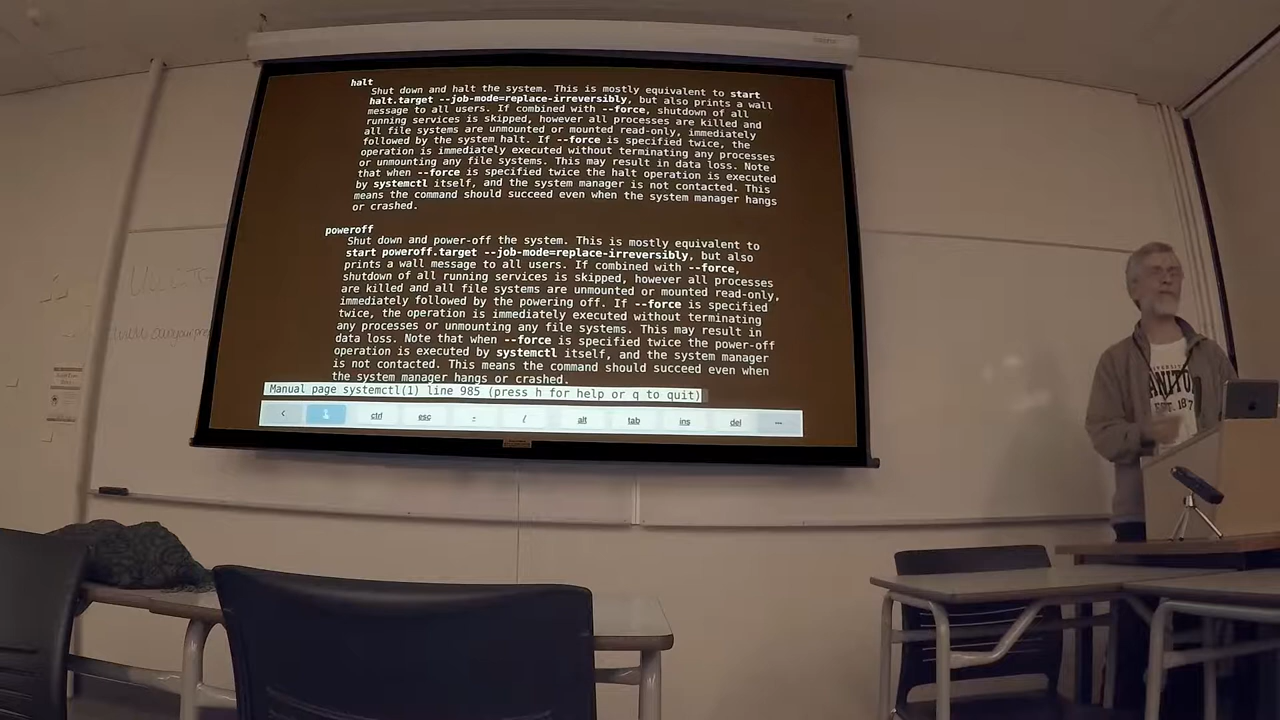 halt
Shut down and halt the system. This is mostly equivalent to start
halt.target --job-mode=replace-irreversibly, but also prints a wall
message to all users. If combined with --force, shutdown of all
running services is skipped, however all processes are killed and
all file systems are unmounted or mounted read-only, immediately
followed by the system halt. If --force is specified twice, the
operation is immediately executed without terminating any processes
or unmounting any file systems. This may result in data loss. Note
that when --force is specified twice the halt operation is executed
by systemctl itself, and the system manager is not contacted. This
means the command should succeed even when the system manager hangs
or crashed.
poweroff
Shut down and power-off the system. This is mostly equivalent to
start poweroff.target --job-mode=replace-irreversibly, but also
prints a wall message to all users. If combined with --force,
shutdown of all running services is skipped, however all processes
are killed and all file systems are unmounted or mounted read-only,
immediately followed by the powering off. If --force is specified
twice, the operation is immediately executed without terminating
any processes or unmounting any file systems. This may result in
data loss. Note that when --force is specified twice the power-off
operation is executed by systemctl itself, and the system manager
is not contacted. This means the command should succeed even when
the system manager hangs or crashed.
Manual page systemctl(1) line 985 (press h for help or q to quit)
ctrl esc - / alt tab ins del
EST. 187